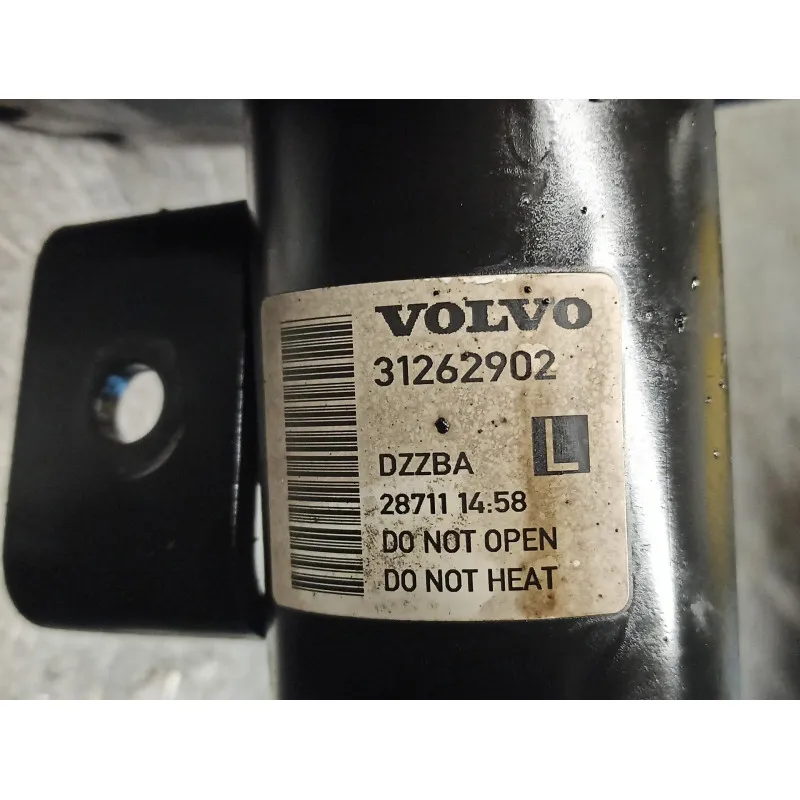 VOLVO
31262902
L
DZZBA
28711 14:58
DO NOT OPEN
DO NOT HEAT